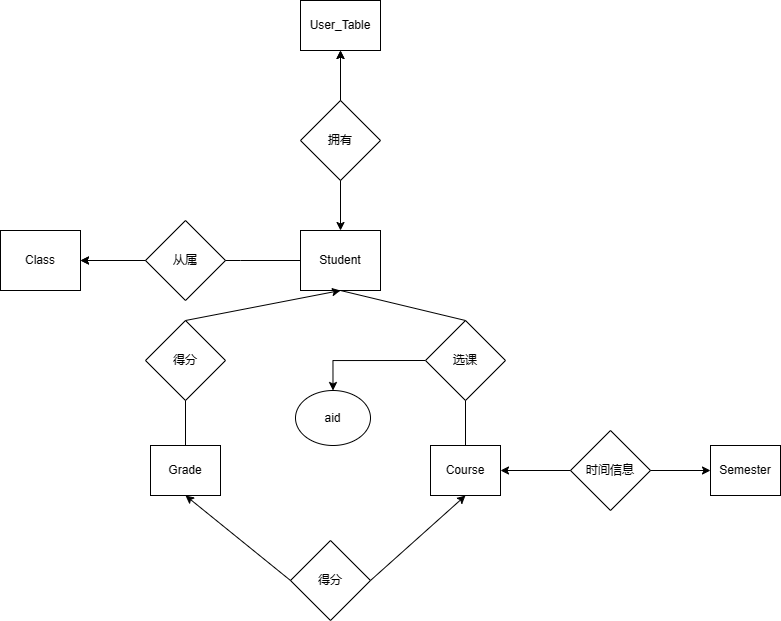 User_Table
拥有
Class
从属
Student
得分
选课
aid
Grade
Course
时间信息
Semester
得分